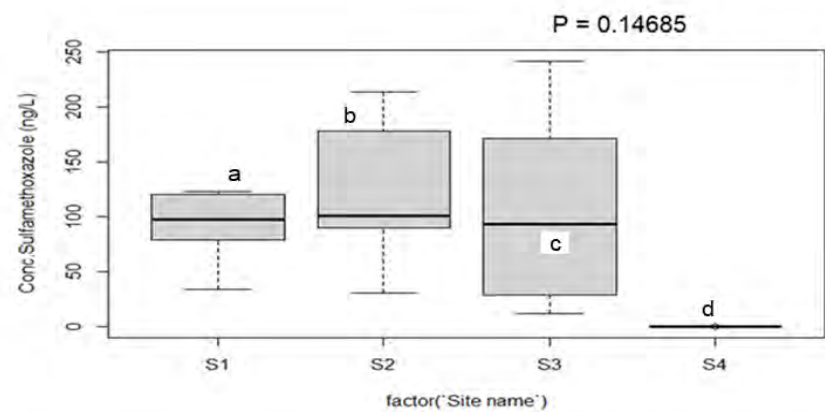 P = 0.14685
Conc.Sulfamethoxazole (ng/L)
250
200
150
100
50
0
a
b
c
d
S1 S2 S3 S4
factor(`Site name`)